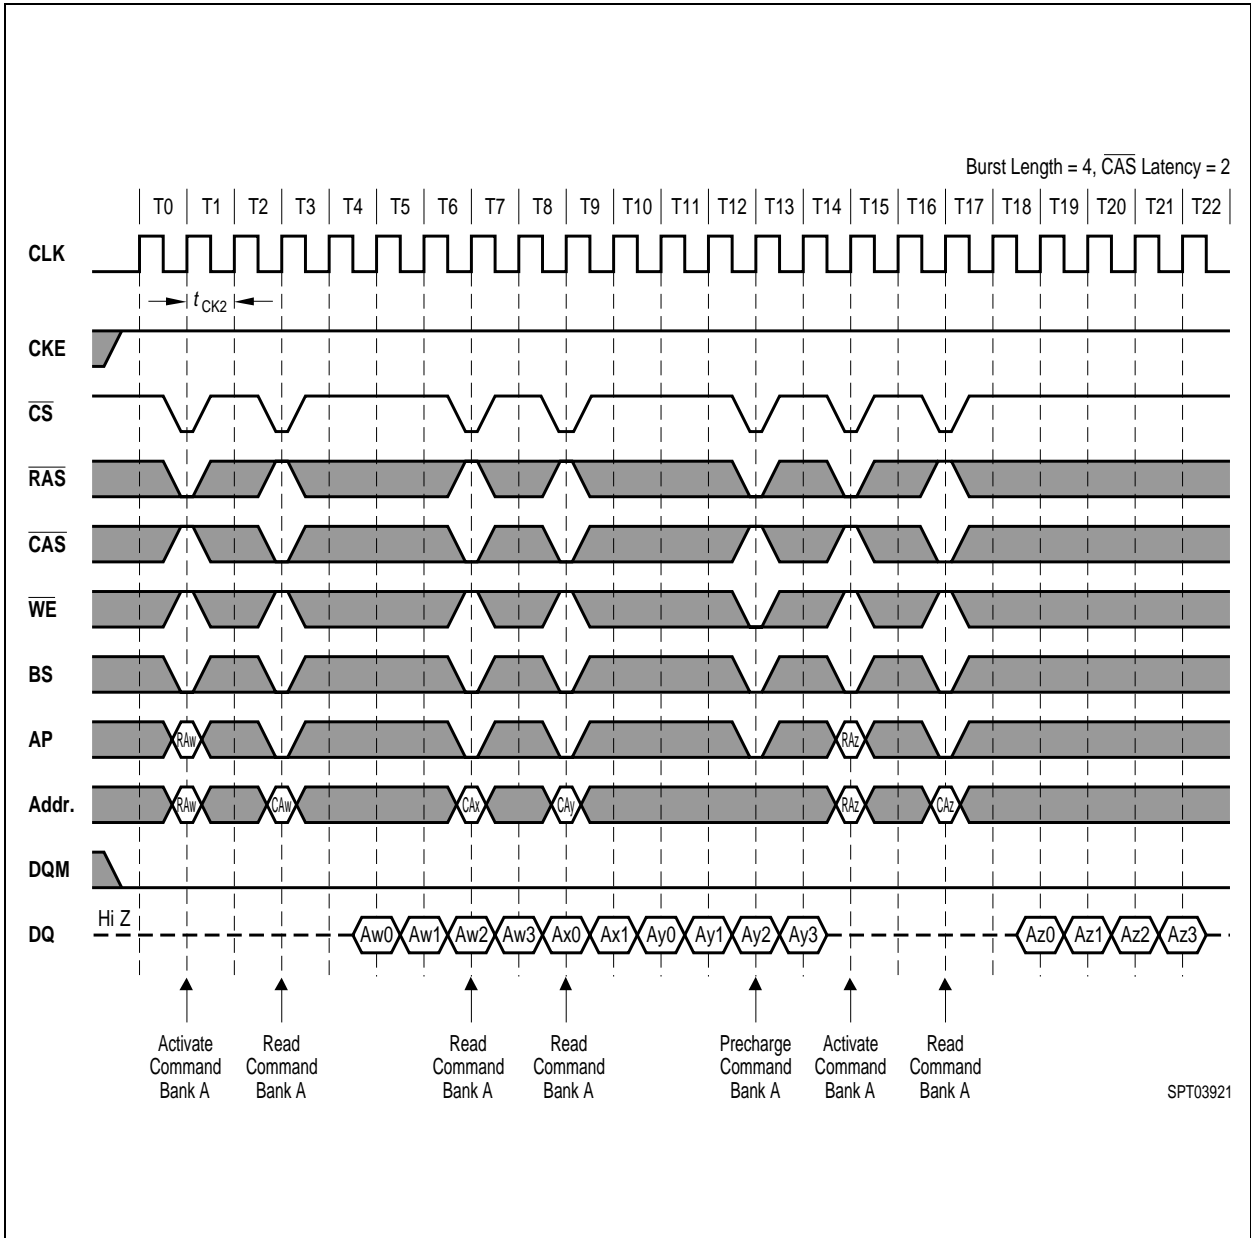 Burst Length = 4, CAS Latency = 2
T0 T1 T2 T3 T4 T5 T6 T7 T8 T9 T10 T11 T12 T13 T14 T15 T16 T17 T18 T19 T20 T21 T22
CLK
t CK2
CKE
CS
RAS
CAS
WE
BS
AP RAw RAz
Addr. RAw CAw CAx CAy RAz CAz
DQM
Hi Z
DQ Aw0 Aw1 Aw2 Aw3 Ax0 Ax1 Ay0 Ay1 Ay2 Ay3 Az0 Az1 Az2 Az3
Activate
Command
Bank A
Read
Command
Bank A
Read
Command
Bank A
Read
Command
Bank A
Precharge
Command
Bank A
Activate
Command
Bank A
Read
Command
Bank A
SPT03921